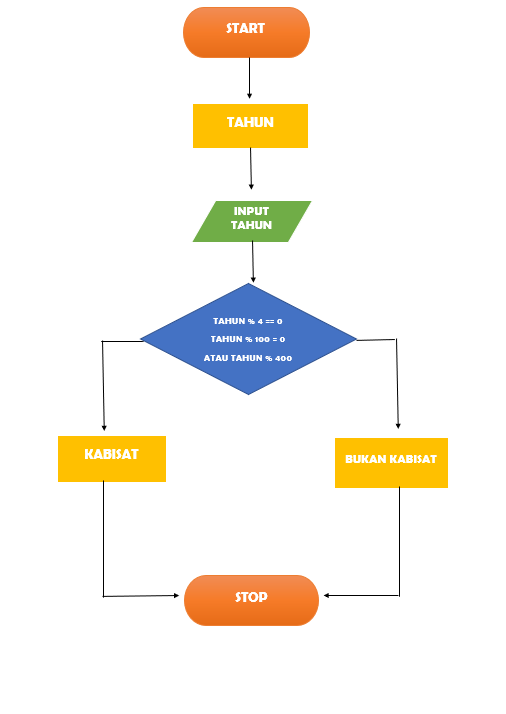 START
TAHUN
INPUT
TAHUN
TAHUN % 4 == 0
TAHUN % 100 = 0
ATAU TAHUN % 400
KABISAT
BUKAN KABISAT
STOP